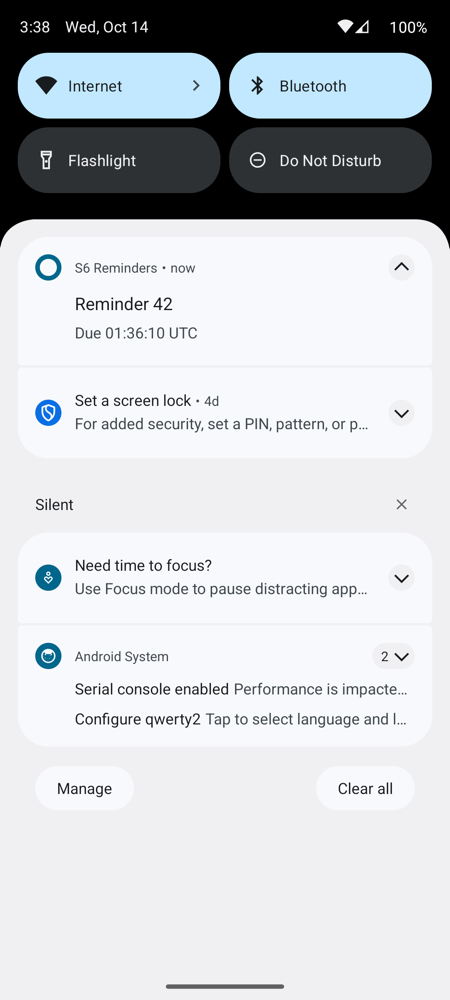 3:38 Wed, Oct 14 100%
Internet
Bluetooth
Flashlight
Do Not Disturb
S6 Reminders • now
Reminder 42
Due 01:36:10 UTC
Set a screen lock • 4d
For added security, set a PIN, pattern, or p...
Silent
Need time to focus?
Use Focus mode to pause distracting app...
Android System 2
Serial console enabled Performance is impacte...
Configure qwerty2 Tap to select language and l...
Manage
Clear all